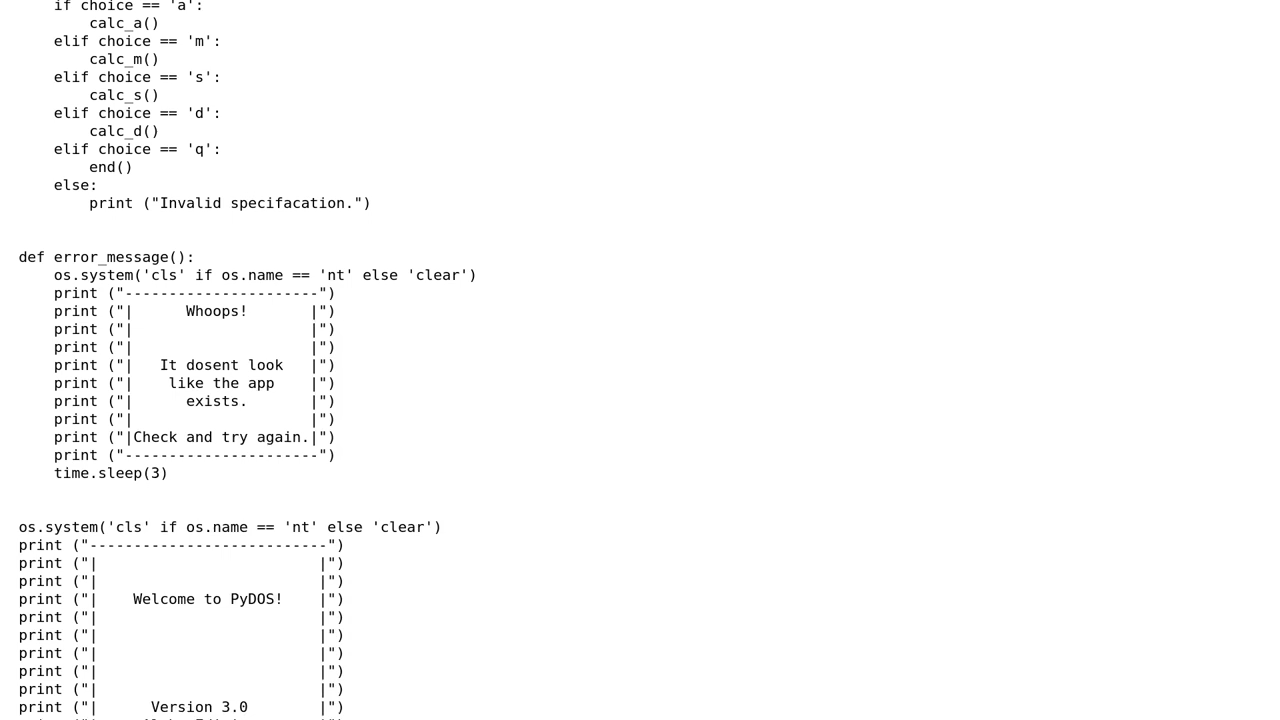 if choice == 'a':
        calc_a()
    elif choice == 'm':
        calc_m()
    elif choice == 's':
        calc_s()
    elif choice == 'd':
        calc_d()
    elif choice == 'q':
        end()
    else:
        print ("Invalid specifacation.")
def error_message():
    os.system('cls' if os.name == 'nt' else 'clear')
    print ("----------------------")
    print ("|      Whoops!       |")
    print ("|                    |")
    print ("|                    |")
    print ("|   It dosent look   |")
    print ("|    like the app    |")
    print ("|      exists.       |")
    print ("|                    |")
    print ("|Check and try again.|")
    print ("----------------------")
    time.sleep(3)
os.system('cls' if os.name == 'nt' else 'clear')
print ("---------------------------")
print ("|                         |")
print ("|                         |")
print ("|    Welcome to PyDOS!    |")
print ("|                         |")
print ("|                         |")
print ("|                         |")
print ("|                         |")
print ("|                         |")
print ("|      Version 3.0        |")